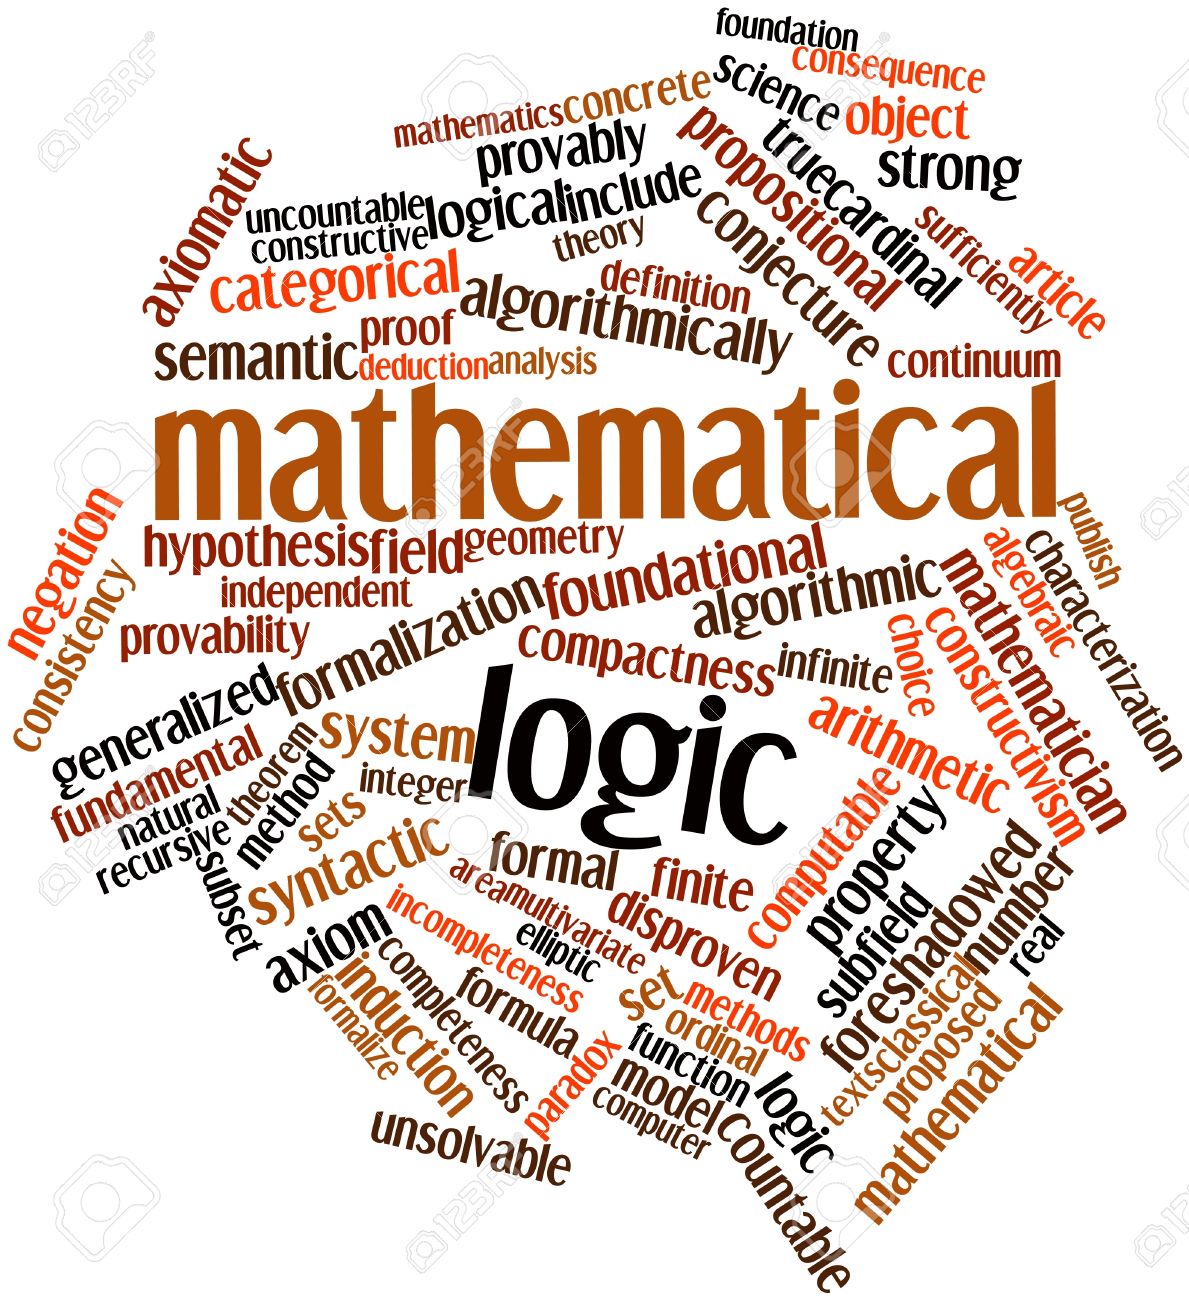 foundation
consequence
science
object
concrete
mathematics
provably
strong
propositional
true
cardinal
axiomatic
uncountable
logical
include
constructive
theory
conjecture
sufficiently
article
categorical
algorithmically
definition
proof
semantic
deduction
analysis
continuum
mathematical
negation
hypothesis
field
geometry
publish
algebraic
characterization
independent
foundational
algorithmic
mathematician
consistency
provability
formalization
compactness
infinite
choice
constructivism
generalized
system
logic
arithmetic
fundamental
theorem
integer
natural
method
sets
recursive
computable
property
subset
syntactic
formal
finite
foreshadowed
number
area
multivariate
disproven
subfield
real
axiom
incompleteness
elliptic
completeness
induction
formalize
formula
set
methods
ordinal
classical
texts
proposed
mathematical
function
paradox
model
computer
logic
unsolvable
countable
123RF